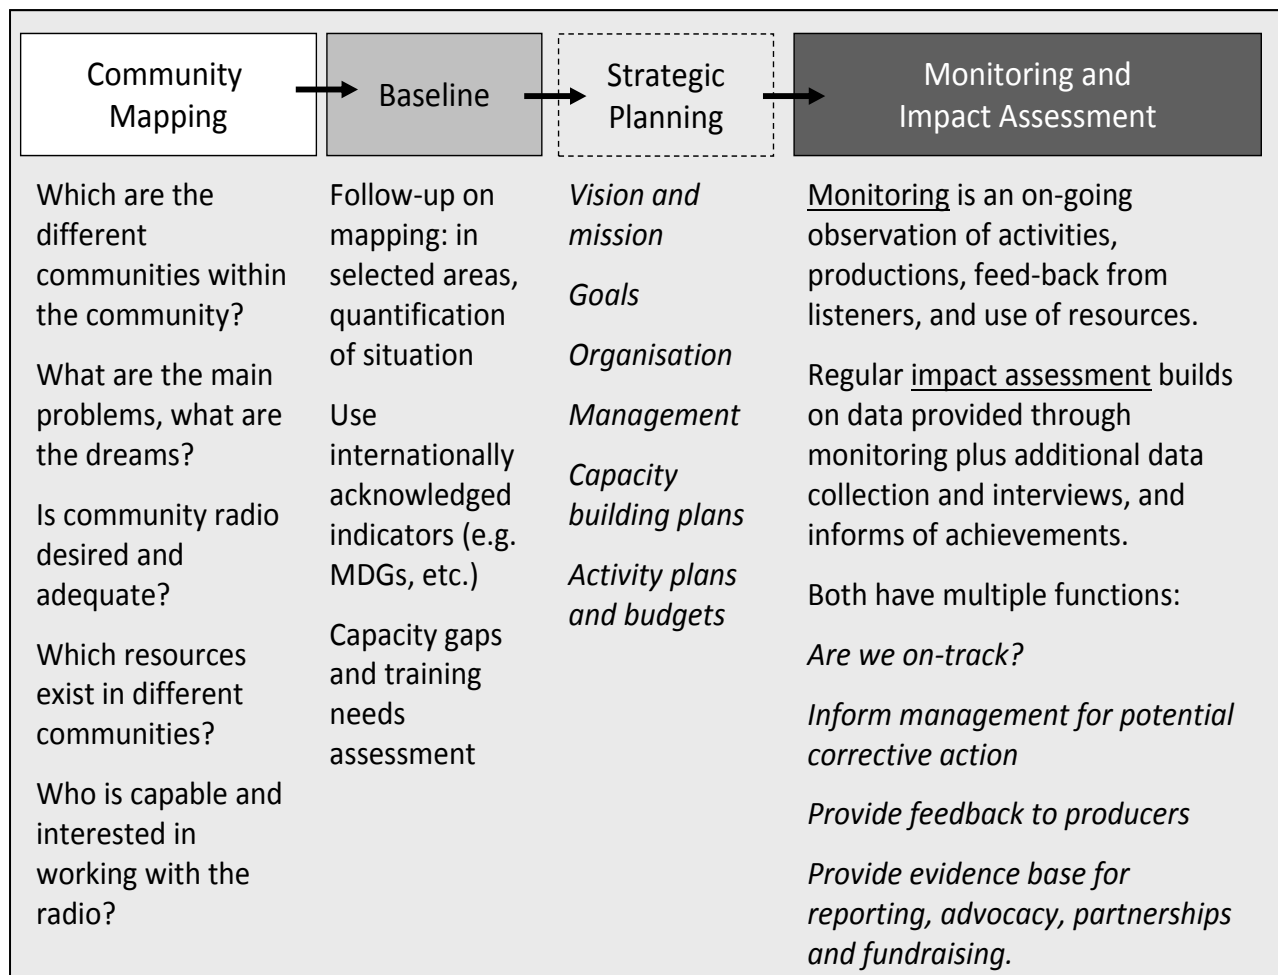 Community
Mapping
Baseline
Strategic
Planning
Monitoring and
Impact Assessment
Which are the
different
communities within
the community?
What are the main
problems, what are
the dreams?
Is community radio
desired and
adequate?
Which resources
exist in different
communities?
Who is capable and
interested in
working with the
radio?
Follow-up on
mapping: in
selected areas,
quantification
of situation
Use
internationally
acknowledged
indicators (e.g.
MDGs, etc.)
Capacity gaps
and training
needs
assessment
Vision and
mission
Goals
Organisation
Management
Capacity
building plans
Activity plans
and budgets
Monitoring is an on-going
observation of activities,
productions, feed-back from
listeners, and use of resources.
Regular impact assessment builds
on data provided through
monitoring plus additional data
collection and interviews, and
informs of achievements.
Both have multiple functions:
Are we on-track?
Inform management for potential
corrective action
Provide feedback to producers
Provide evidence base for
reporting, advocacy, partnerships
and fundraising.